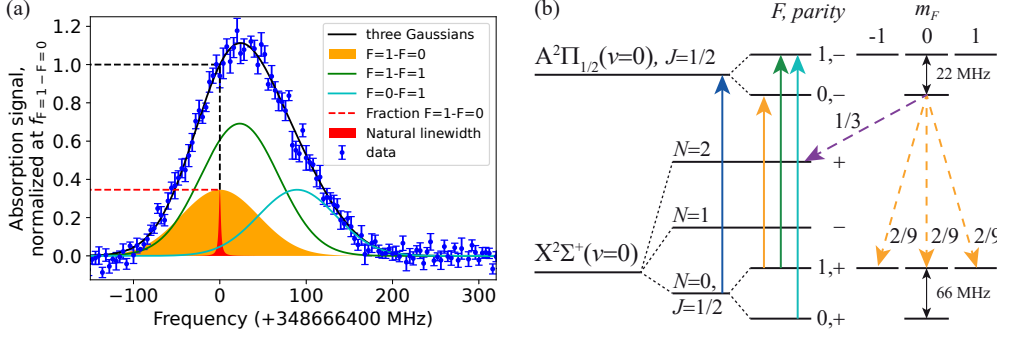 (a)
Absorption signal,
normalized at f_{F = 1 − F = 0}
1.0
0.8
0.6
0.4
0.2
0.0
three Gaussians
F=1-F=0
F=1-F=1
F=0-F=1
Fraction F=1-F=0
Natural linewidth
data
−100
0
100
200
300
Frequency (+348666400 MHz)
(b)
F, parity
m_F
-1 0 1
A²Π_{1/2}(v=0), J=1/2
1,−
22 MHz
0,−
1/3
N=2
+
N=1
−
X²Σ⁺(v=0)
2/9 2/9 2/9
N=0,
J=1/2
1,+
66 MHz
0,+